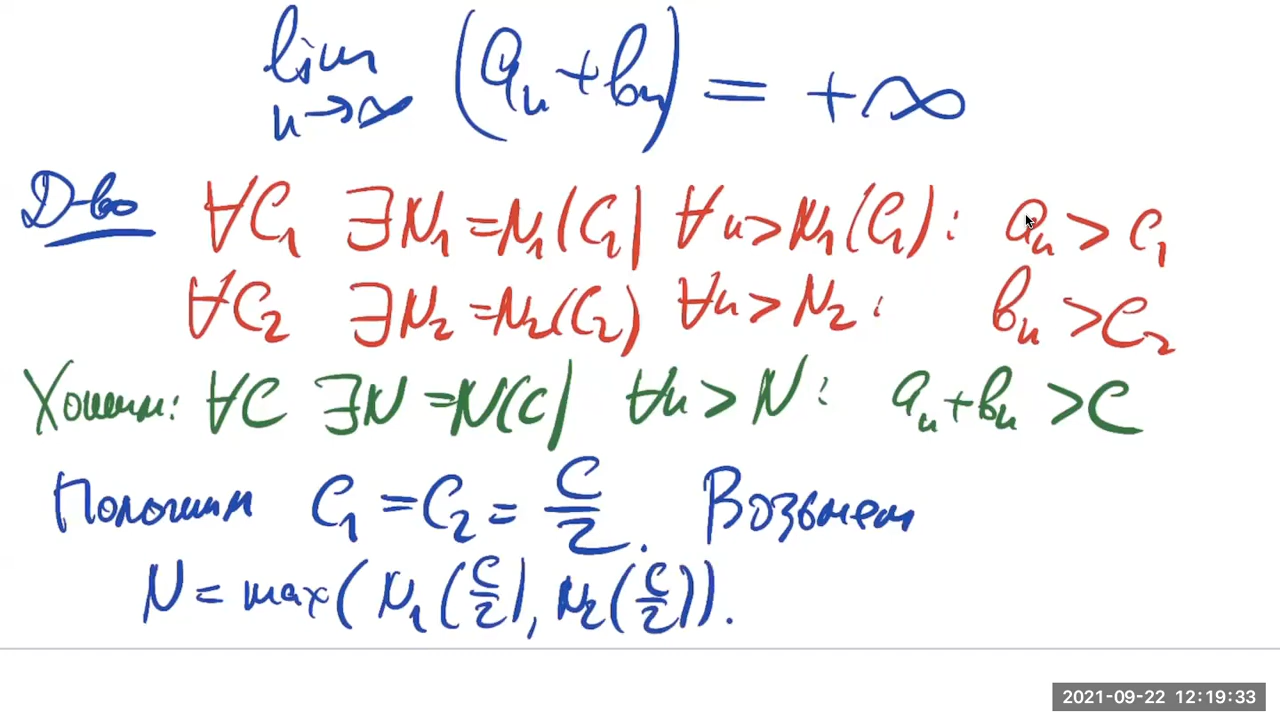 lim
n→∞ (aₙ+bₙ) = +∞
Д-во ∀C₁ ∃N₁=N₁(C₁) ∀n>N₁(C₁): aₙ > C₁
∀C₂ ∃N₂=N₂(C₂) ∀n>N₂: bₙ >C₂
Хотим: ∀C ∃N =N(C) ∀n > N: aₙ+bₙ >C
Положим C₁ =C₂ = C/2. Возьмем
N = max(N₁(C/2), N₂(C/2)).
2021-09-22 12:19:33